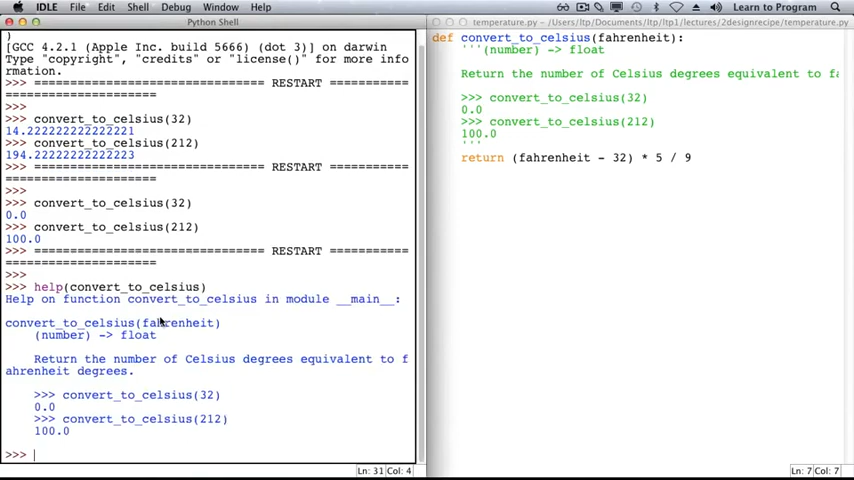 IDLE File Edit Shell Debug Window Help Learn to Program
Python Shell
temperature.py - /Users/ltp/Documents/ltp/ltp1/lectures/2designrecipe/temperature.py
)
[GCC 4.2.1 (Apple Inc. build 5666) (dot 3)] on darwin
Type "copyright", "credits" or "license()" for more info
rmation.
>>> ================================ RESTART ===========
=====================
>>>
>>> convert_to_celsius(32)
14.222222222222221
>>> convert_to_celsius(212)
194.22222222222223
>>> ================================ RESTART ===========
=====================
>>>
>>> convert_to_celsius(32)
0.0
>>> convert_to_celsius(212)
100.0
>>> ================================ RESTART ===========
=====================
>>>
>>> help(convert_to_celsius)
Help on function convert_to_celsius in module __main__:
convert_to_celsius(fahrenheit)
(number) -> float
Return the number of Celsius degrees equivalent to f
ahrenheit degrees.
>>> convert_to_celsius(32)
0.0
>>> convert_to_celsius(212)
100.0
>>>
Ln: 31 Col: 4
def convert_to_celsius(fahrenheit):
'''(number) -> float
Return the number of Celsius degrees equivalent to fa
>>> convert_to_celsius(32)
0.0
>>> convert_to_celsius(212)
100.0
'''
return (fahrenheit - 32) * 5 / 9
Ln: 7 Col: 7